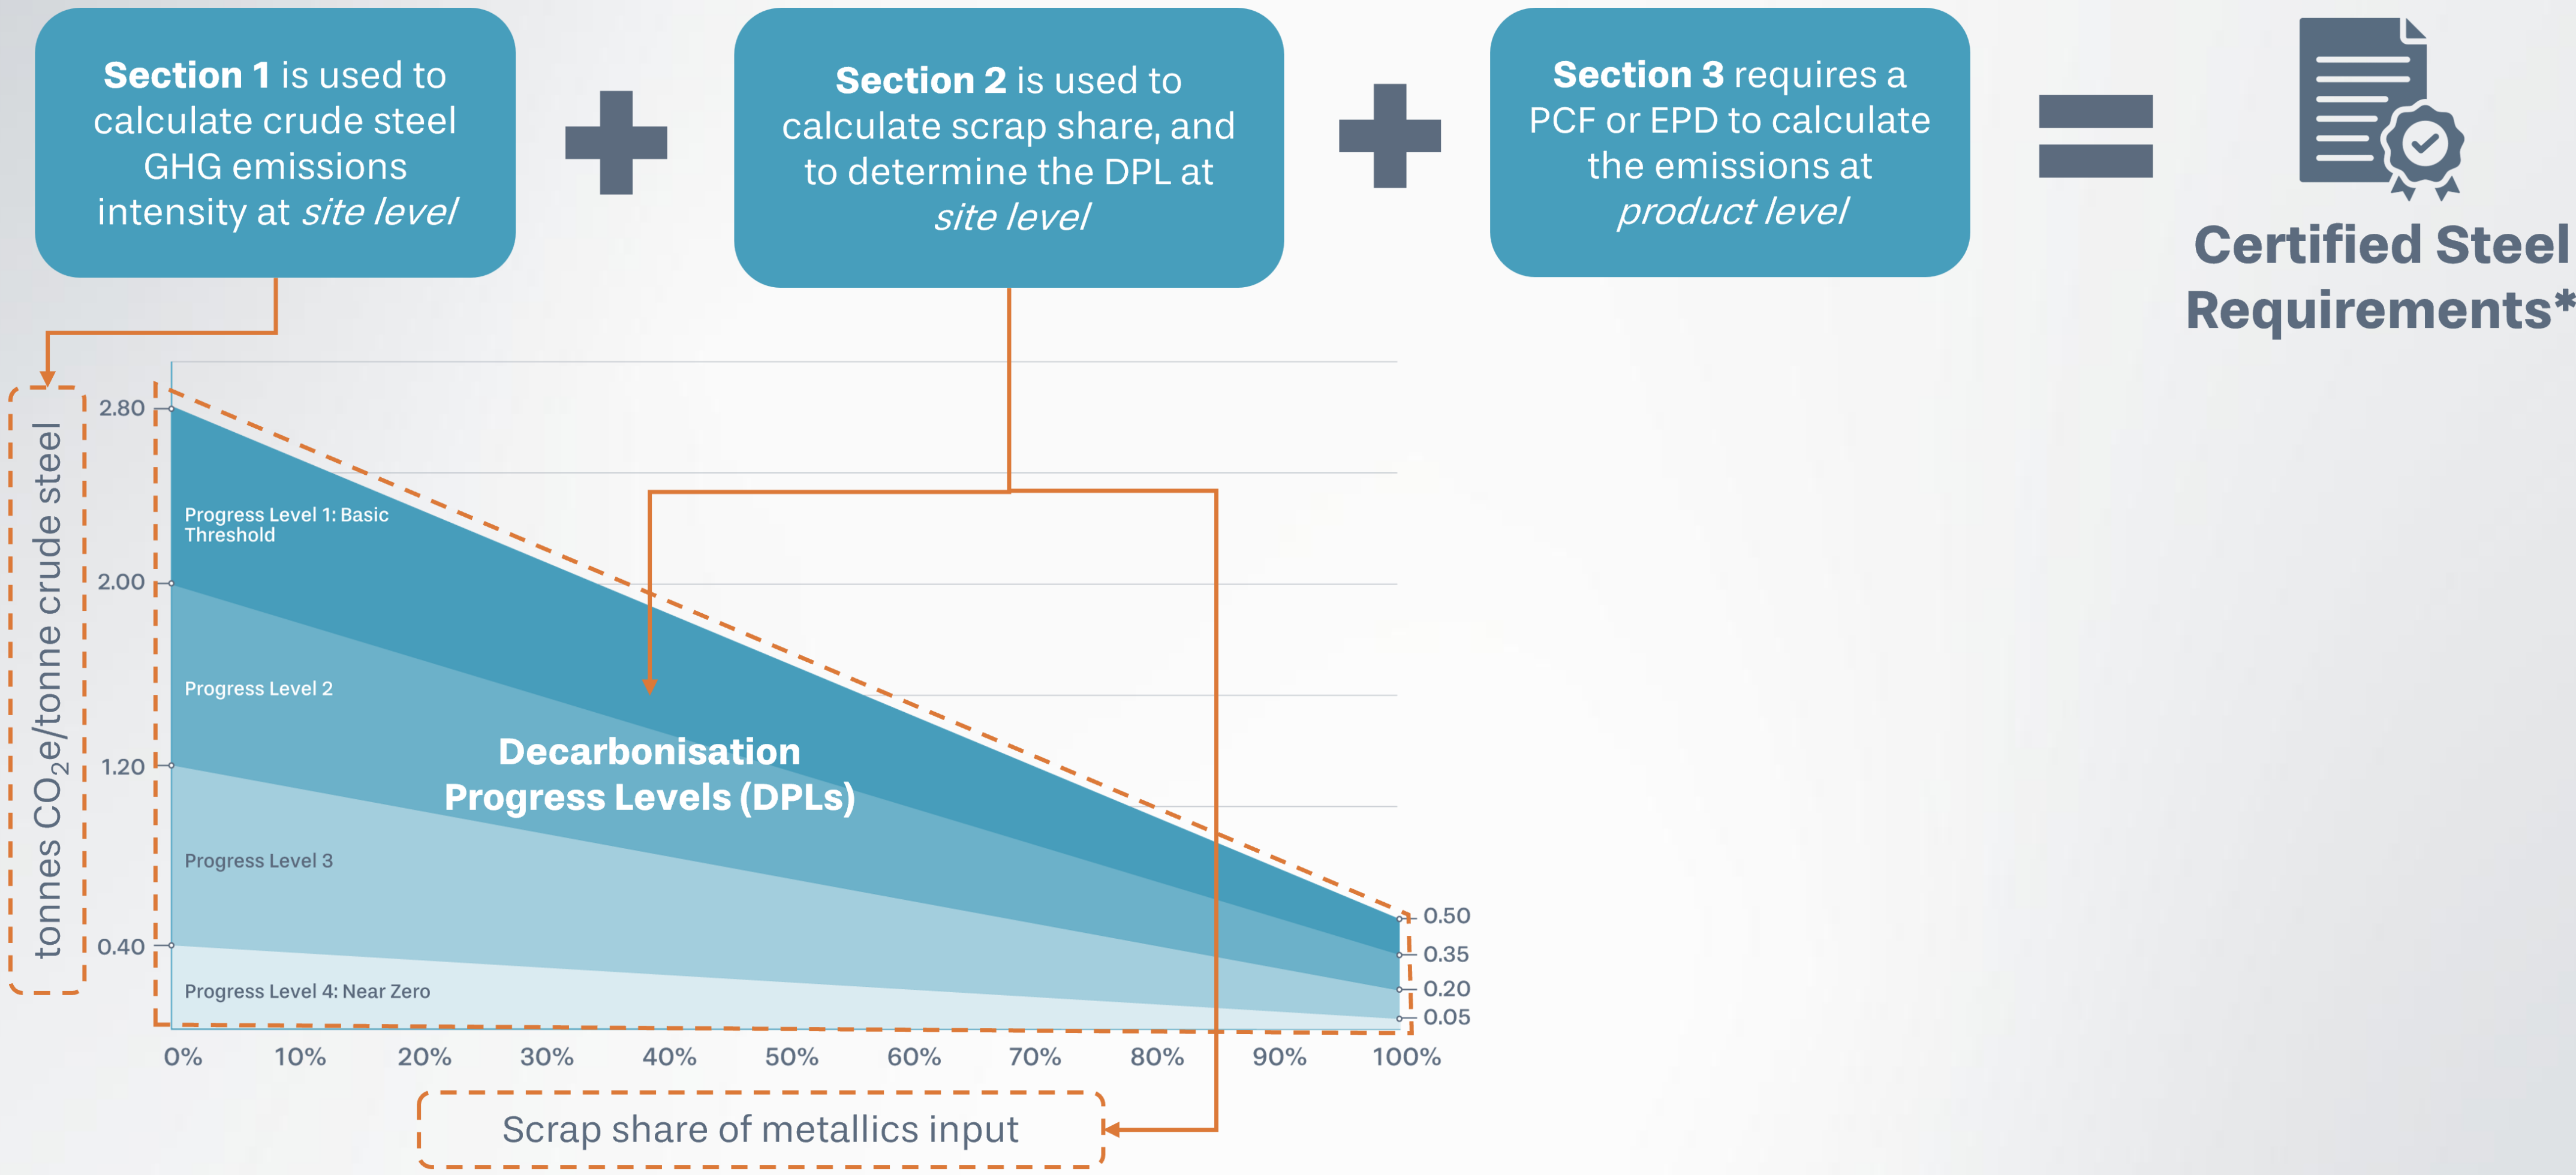 Section 1 is used to
calculate crude steel
GHG emissions
intensity at site level
Section 2 is used to
calculate scrap share, and
to determine the DPL at
site level
Section 3 requires a
PCF or EPD to calculate
the emissions at
product level
Certified Steel
Requirements*
tonnes CO₂e/tonne crude steel
2.80
2.00
1.20
0.40
Progress Level 1: Basic
Threshold
Progress Level 2
Decarbonisation
Progress Levels (DPLs)
Progress Level 3
Progress Level 4: Near Zero
0.50
0.35
0.20
0.05
0% 10% 20% 30% 40% 50% 60% 70% 80% 90% 100%
Scrap share of metallics input